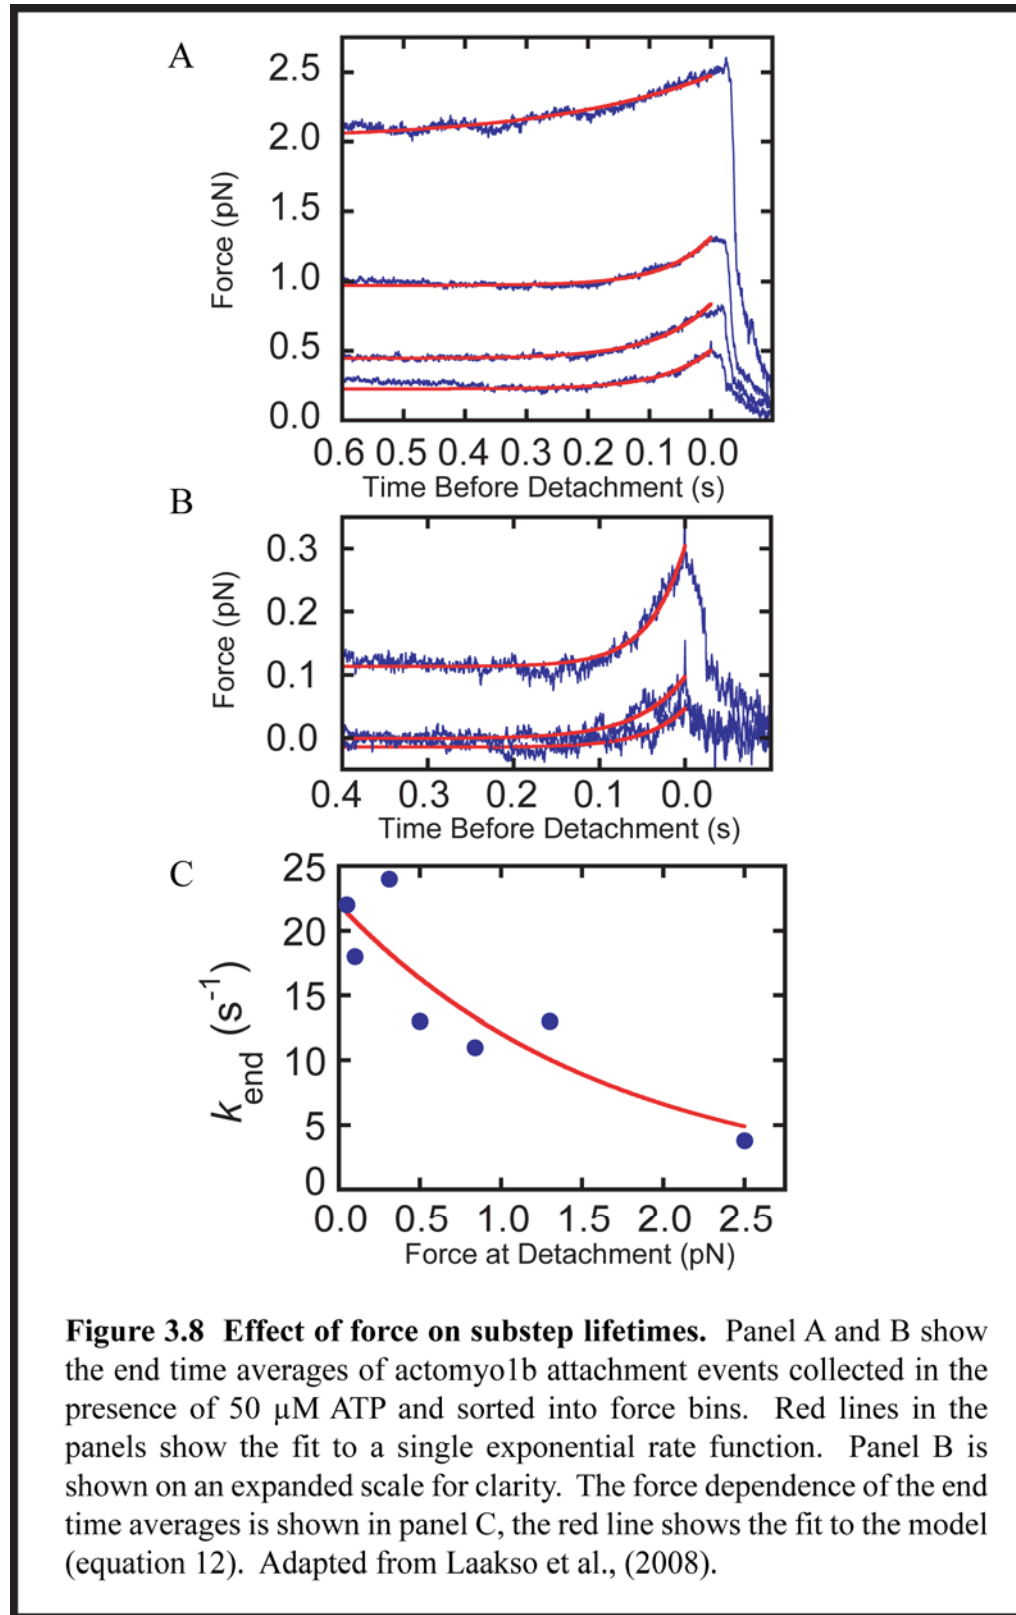 A
2.5
2.0
1.5
1.0
0.5
0.0
Force (pN)
0.6 0.5 0.4 0.3 0.2 0.1 0.0
Time Before Detachment (s)
B
0.3
0.2
0.1
0.0
Force (pN)
0.4 0.3 0.2 0.1 0.0
Time Before Detachment (s)
C
25
20
15
10
5
0
k_end (s⁻¹)
0.0 0.5 1.0 1.5 2.0 2.5
Force at Detachment (pN)
Figure 3.8 Effect of force on substep lifetimes. Panel A and B show
the end time averages of actomyo1b attachment events collected in the
presence of 50 µM ATP and sorted into force bins. Red lines in the
panels show the fit to a single exponential rate function. Panel B is
shown on an expanded scale for clarity. The force dependence of the end
time averages is shown in panel C, the red line shows the fit to the model
(equation 12). Adapted from Laakso et al., (2008).